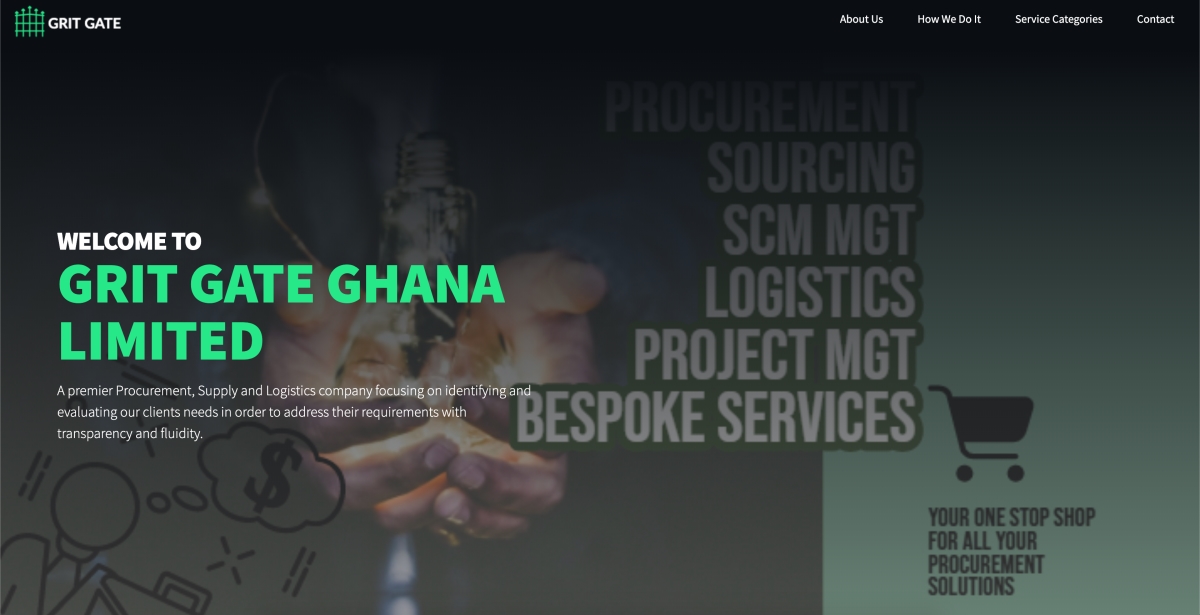 GRIT GATE
About Us
How We Do It
Service Categories
Contact
PROCUREMENT
SOURCING
SCM MGT
LOGISTICS
PROJECT MGT
BESPOKE SERVICES
WELCOME TO
GRIT GATE GHANA
LIMITED
A premier Procurement, Supply and Logistics company focusing on identifying and
evaluating our clients needs in order to address their requirements with
transparency and fluidity.
$
YOUR ONE STOP SHOP
FOR ALL YOUR
PROCUREMENT
SOLUTIONS